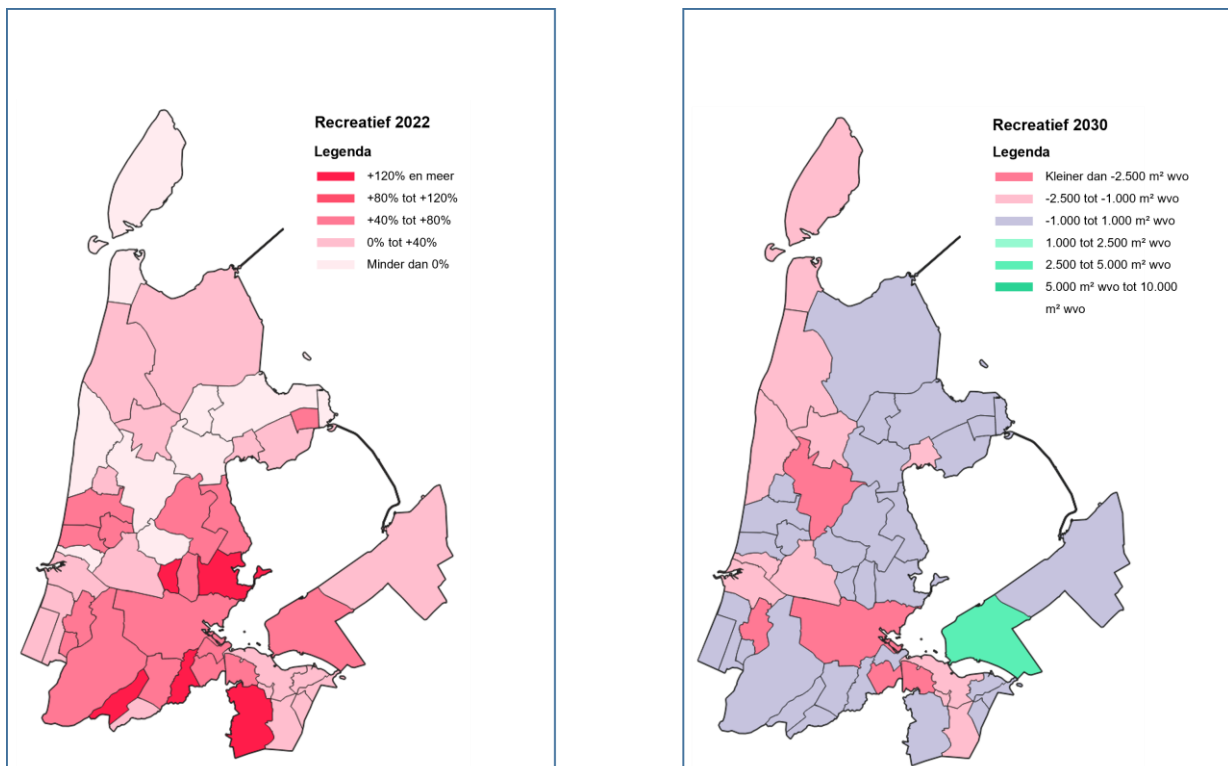 Recreatief 2022
Legenda
+120% en meer
+80% tot +120%
+40% tot +80%
0% tot +40%
Minder dan 0%
Recreatief 2030
Legenda
Kleiner dan -2.500 m² wvo
-2.500 tot -1.000 m² wvo
-1.000 tot 1.000 m² wvo
1.000 tot 2.500 m² wvo
2.500 tot 5.000 m² wvo
5.000 m² wvo tot 10.000
m² wvo